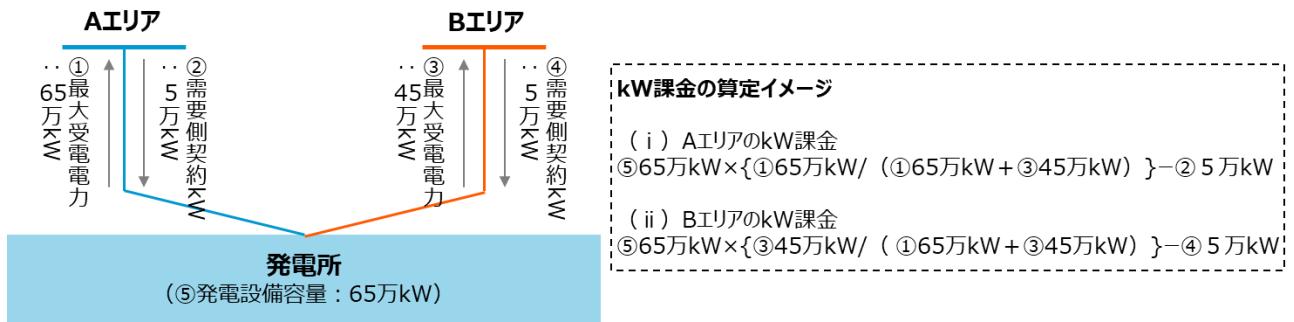 Aエリア
①最大受電電力
：65万kW
②需要側契約kW
：5万kW
Bエリア
③最大受電電力
：45万kW
④需要側契約kW
：5万kW
発電所
（⑤発電設備容量：65万kW）
kW課金の算定イメージ
（ⅰ）AエリアのkW課金
⑤65万kW×{①65万kW/（①65万kW＋③45万kW）}－②５万kW
（ⅱ）BエリアのkW課金
⑤65万kW×{③45万kW/（①65万kW＋③45万kW）}－④５万kW